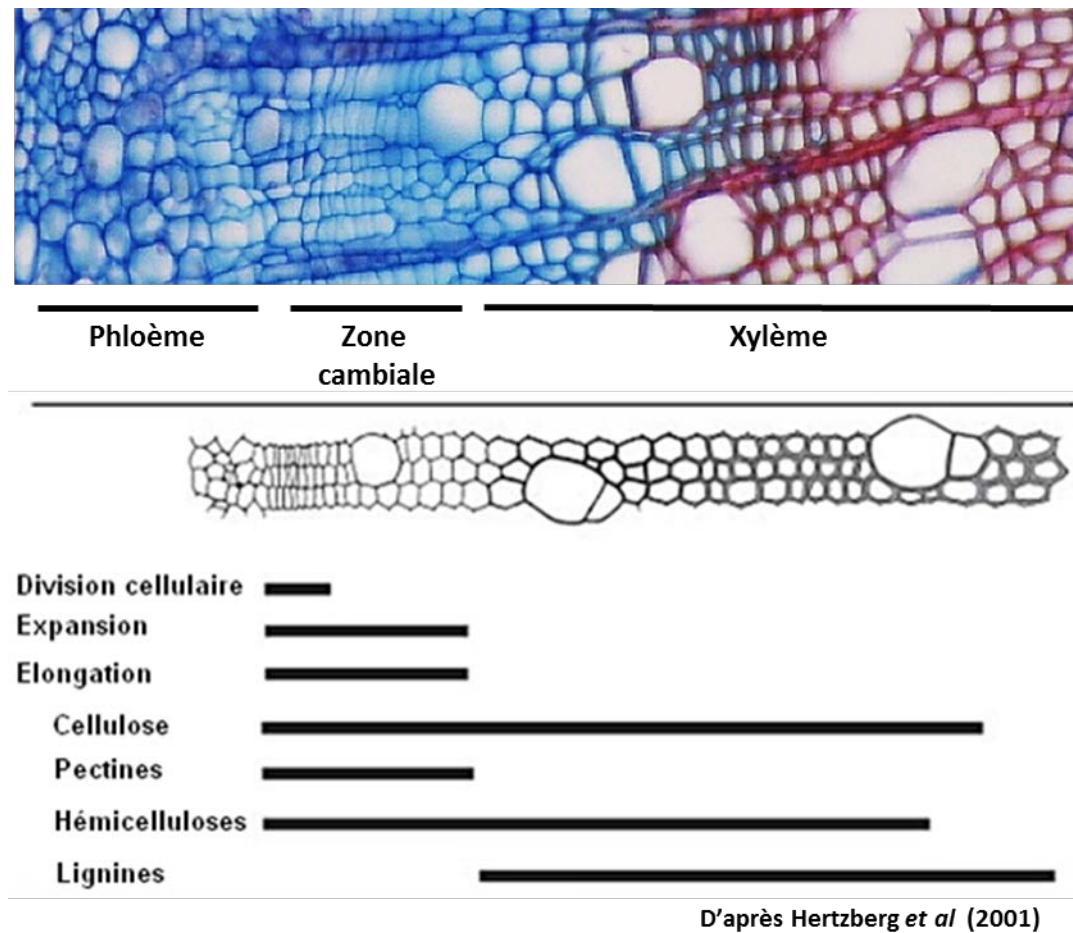 Phloème
Zone
cambiale
Xylème
Division cellulaire
Expansion
Elongation
Cellulose
Pectines
Hémicelluloses
Lignines
D'après Hertzberg et al (2001)